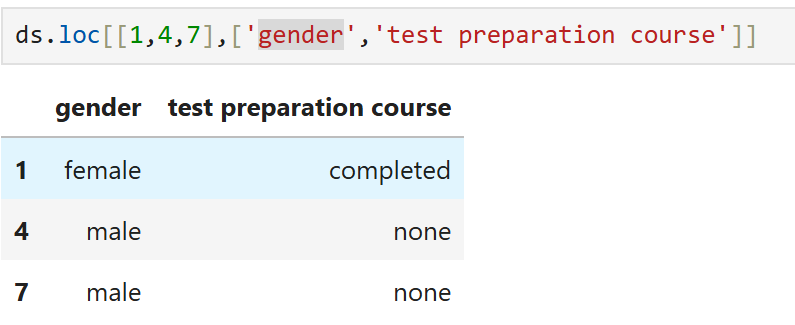 ds.loc[[1,4,7],['gender','test preparation course']]
gender test preparation course
1 female completed
4 male none
7 male none